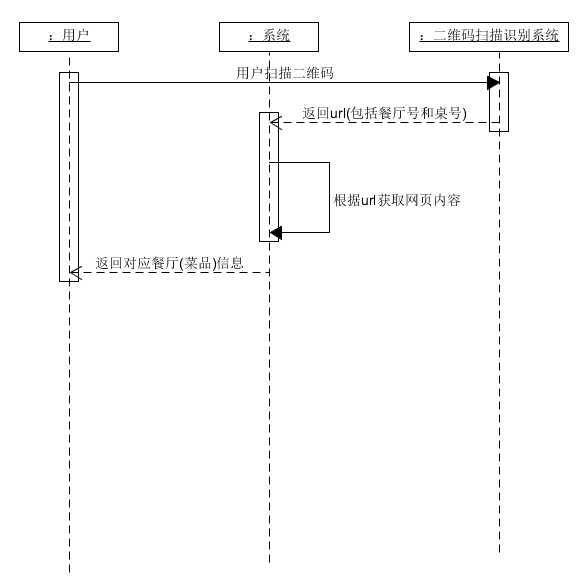 ：用户
：系统
：二维码扫描识别系统
用户扫描二维码
返回url(包括餐厅号和桌号)
根据url获取网页内容
返回对应餐厅(菜品)信息